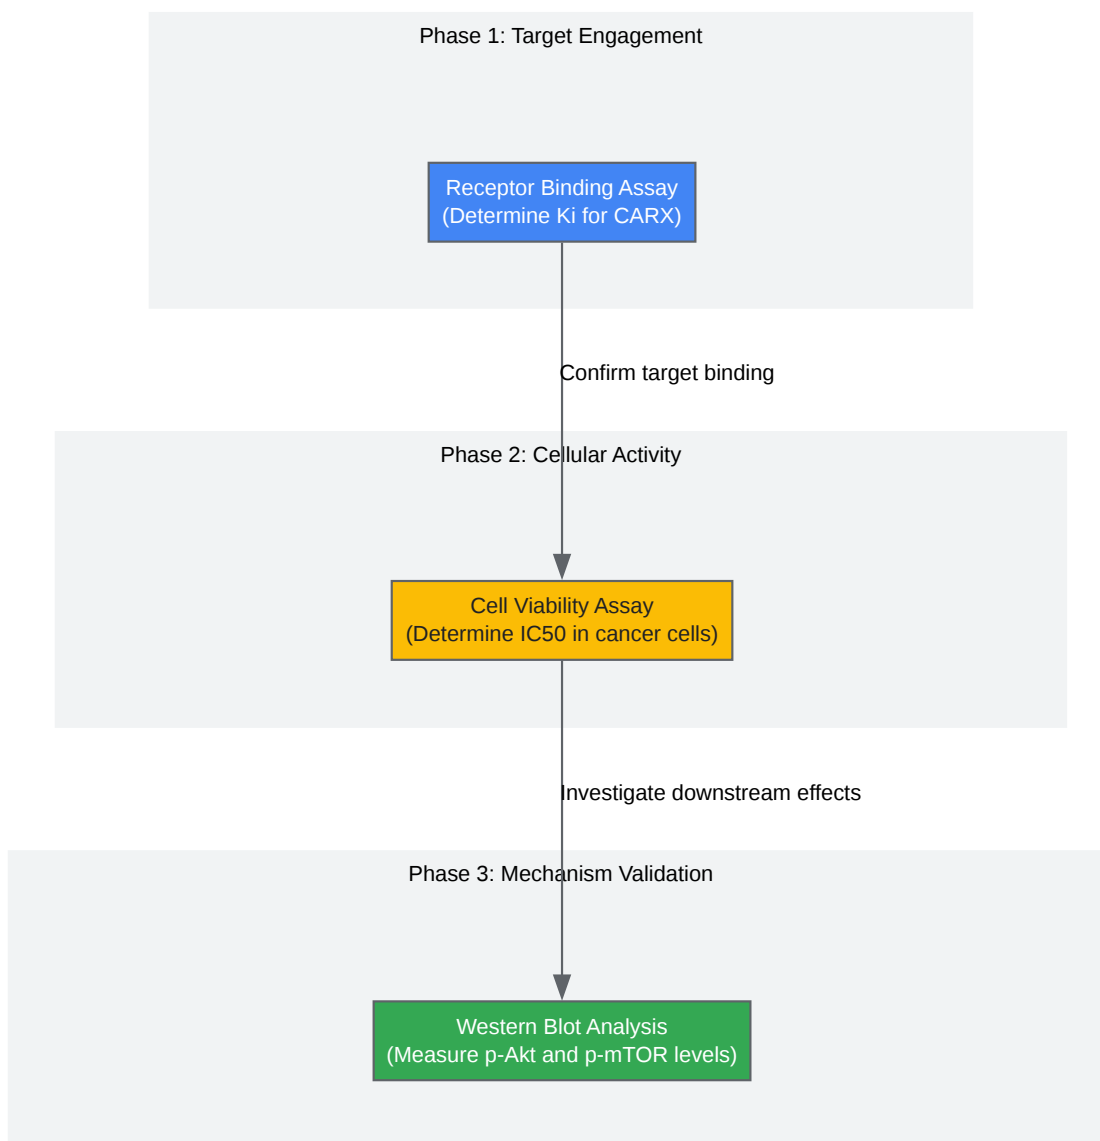 Phase 1: Target Engagement
Receptor Binding Assay
(Determine Ki for CARX)
Confirm target binding
Phase 2: Cellular Activity
Cell Viability Assay
(Determine IC50 in cancer cells)
Investigate downstream effects
Phase 3: Mechanism Validation
Western Blot Analysis
(Measure p-Akt and p-mTOR levels)